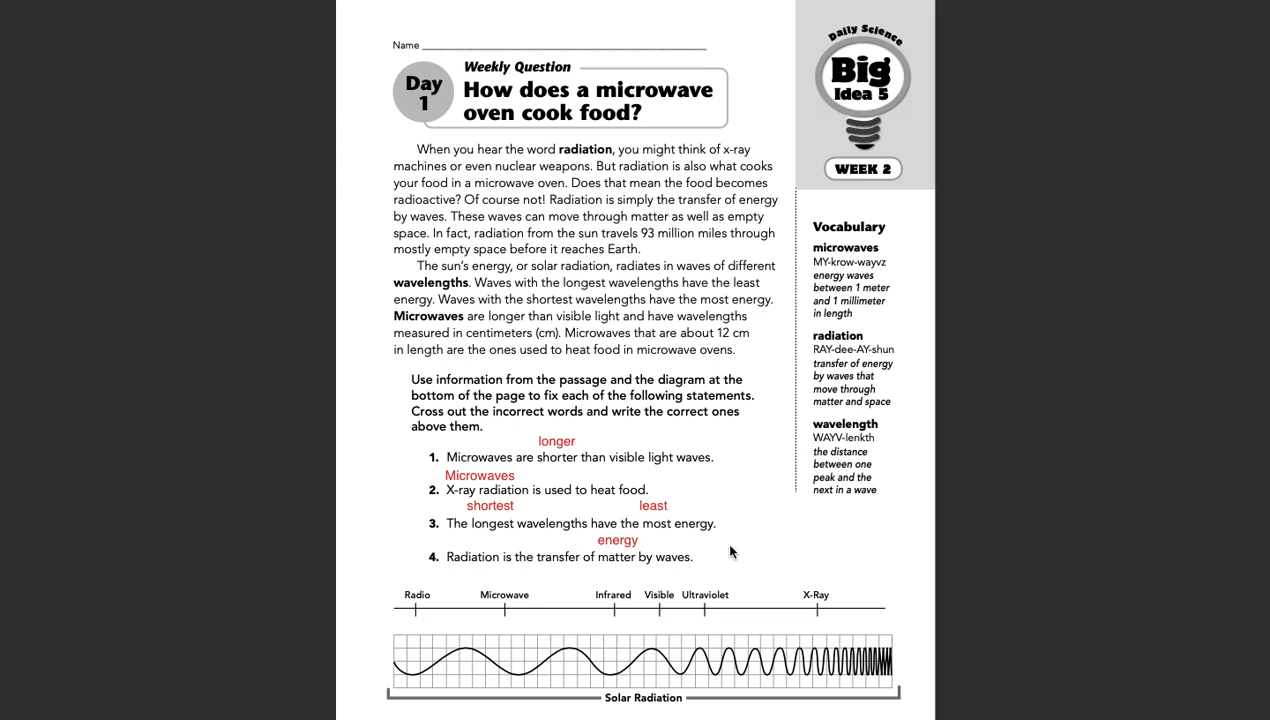 Name
Daily Science
Big
Idea 5
WEEK 2
Day
1
Weekly Question
How does a microwave
oven cook food?
When you hear the word radiation, you might think of x-ray
machines or even nuclear weapons. But radiation is also what cooks
your food in a microwave oven. Does that mean the food becomes
radioactive? Of course not! Radiation is simply the transfer of energy
by waves. These waves can move through matter as well as empty
space. In fact, radiation from the sun travels 93 million miles through
mostly empty space before it reaches Earth.
The sun's energy, or solar radiation, radiates in waves of different
wavelengths. Waves with the longest wavelengths have the least
energy. Waves with the shortest wavelengths have the most energy.
Microwaves are longer than visible light and have wavelengths
measured in centimeters (cm). Microwaves that are about 12 cm
in length are the ones used to heat food in microwave ovens.
Use information from the passage and the diagram at the
bottom of the page to fix each of the following statements.
Cross out the incorrect words and write the correct ones
above them.
longer
1. Microwaves are shorter than visible light waves.
Microwaves
2. X-ray radiation is used to heat food.
shortest least
3. The longest wavelengths have the most energy.
energy
4. Radiation is the transfer of matter by waves.
Vocabulary
microwaves
MY-krow-wayvz
energy waves
between 1 meter
and 1 millimeter
in length
radiation
RAY-dee-AY-shun
transfer of energy
by waves that
move through
matter and space
wavelength
WAYV-lenkth
the distance
between one
peak and the
next in a wave
Radio Microwave Infrared Visible Ultraviolet X-Ray
Solar Radiation